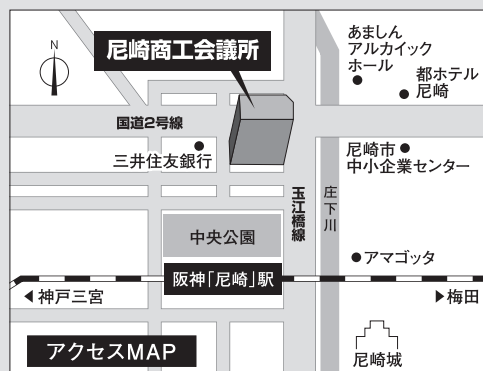 N
尼崎商工会議所
あましん
アルカイック
ホール
都ホテル
尼崎
国道2号線
三井住友銀行
尼崎市
中小企業センター
玉江橋線
庄下川
中央公園
アマゴッタ
阪神「尼崎」駅
◀神戸三宮
▶梅田
アクセスMAP
尼崎城